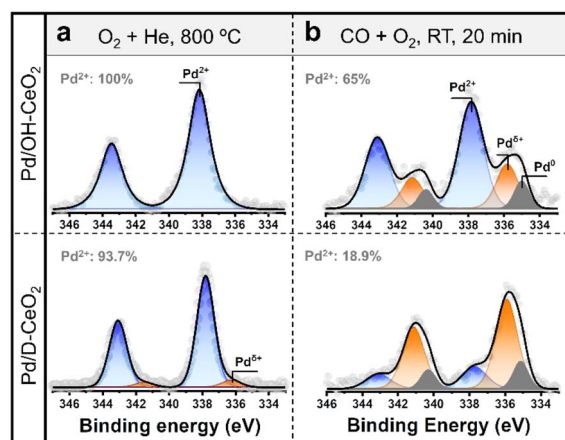 a O₂ + He, 800 ºC
b CO + O₂, RT, 20 min
Pd/OH-CeO₂
Pd²⁺: 100%
Pd²⁺
346 344 342 340 338 336 334
Pd²⁺: 65%
Pd²⁺
Pdᵟ⁺
Pd⁰
346 344 342 340 338 336 334
Pd/D-CeO₂
Pd²⁺: 93.7%
Pdᵟ⁺
346 344 342 340 338 336 334
Binding energy (eV)
Pd²⁺: 18.9%
346 344 342 340 338 336 334
Binding Energy (eV)